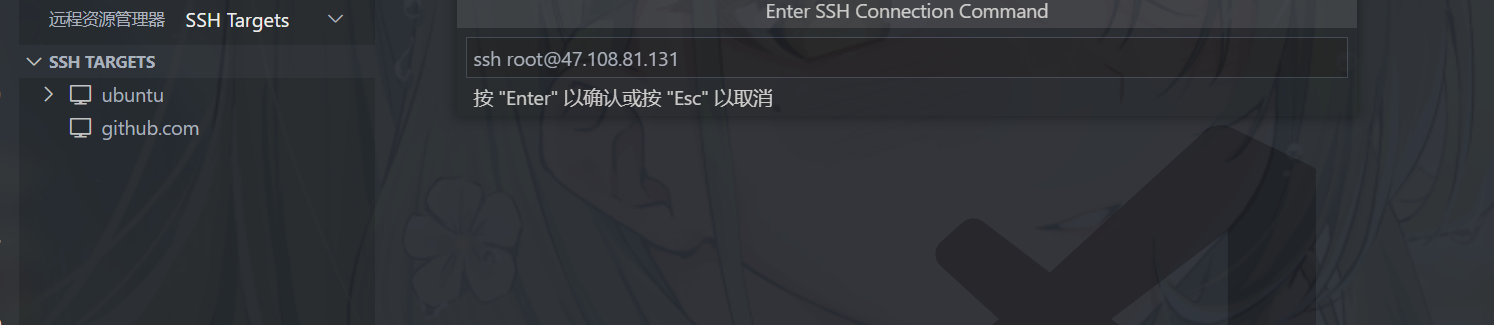 远程资源管理器 SSH Targets
Enter SSH Connection Command
SSH TARGETS
ssh root@47.108.81.131
ubuntu
按 "Enter" 以确认或按 "Esc" 以取消
github.com